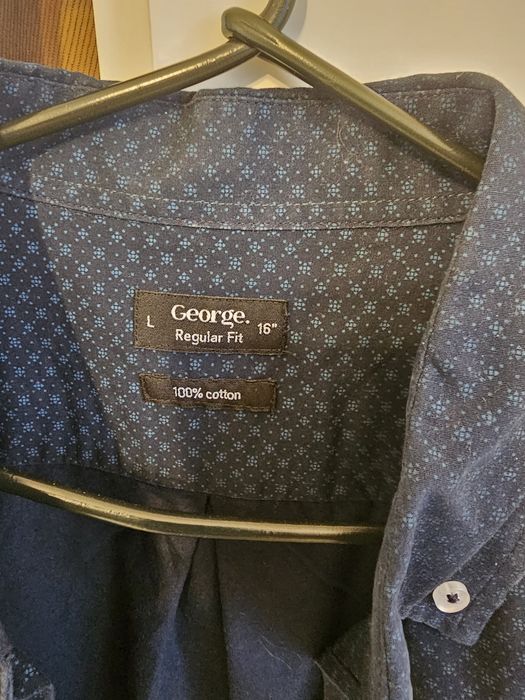 L George. 16"
Regular Fit
100% cotton